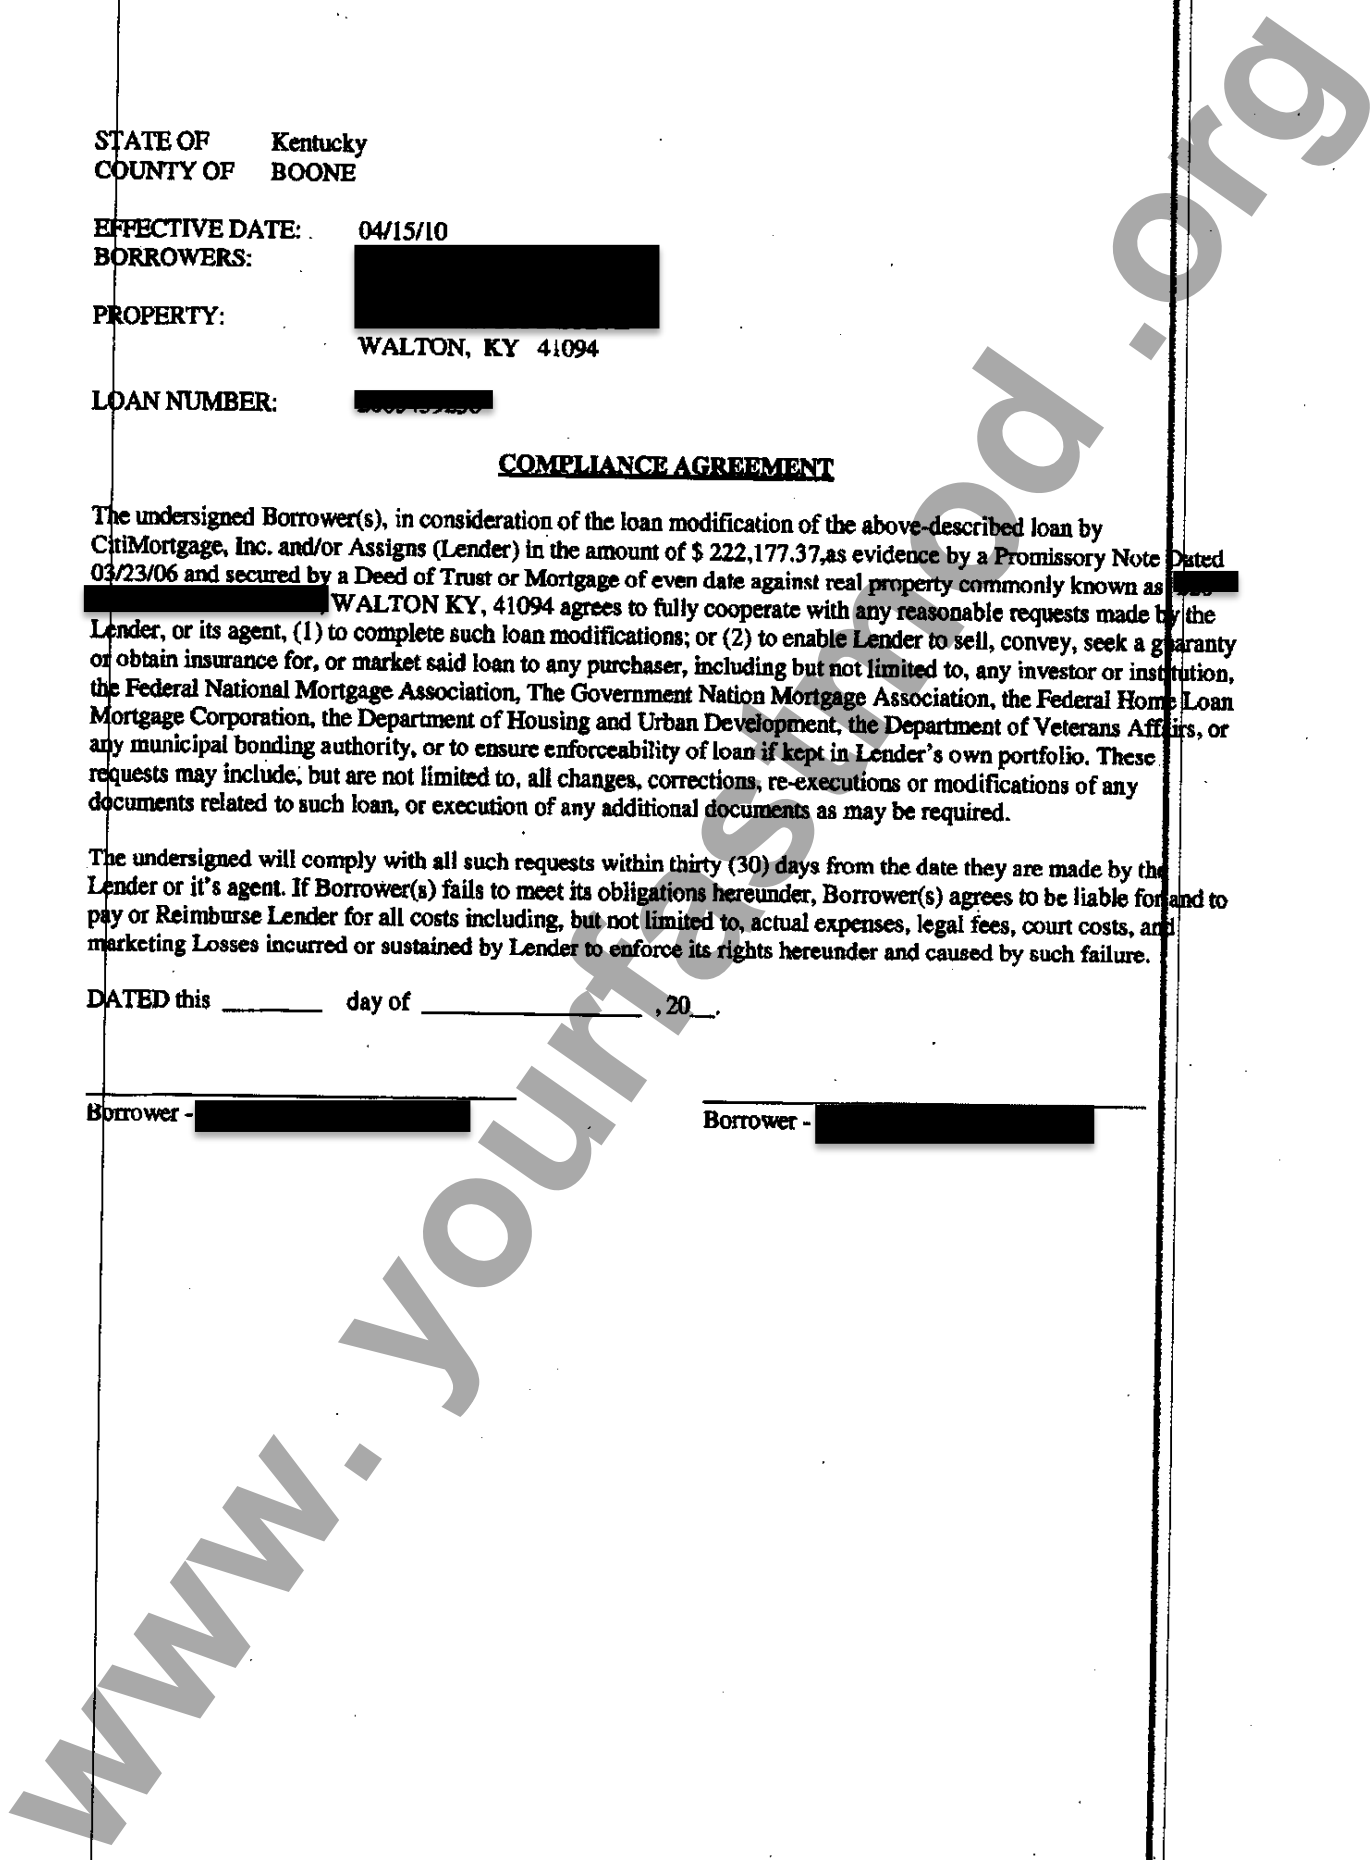 STATE OF Kentucky
COUNTY OF BOONE
EFFECTIVE DATE: 04/15/10
BORROWERS:
PROPERTY:
WALTON, KY 41094
LOAN NUMBER:
COMPLIANCE AGREEMENT
The undersigned Borrower(s), in consideration of the loan modification of the above-described loan by
CitiMortgage, Inc. and/or Assigns (Lender) in the amount of $ 222,177.37,as evidence by a Promissory Note Dated
03/23/06 and secured by a Deed of Trust or Mortgage of even date against real property commonly known as
WALTON KY, 41094 agrees to fully cooperate with any reasonable requests made by the
Lender, or its agent, (1) to complete such loan modifications; or (2) to enable Lender to sell, convey, seek a guaranty
or obtain insurance for, or market said loan to any purchaser, including but not limited to, any investor or institution,
the Federal National Mortgage Association, The Government Nation Mortgage Association, the Federal Home Loan
Mortgage Corporation, the Department of Housing and Urban Development, the Department of Veterans Affairs, or
any municipal bonding authority, or to ensure enforceability of loan if kept in Lender's own portfolio. These
requests may include, but are not limited to, all changes, corrections, re-executions or modifications of any
documents related to such loan, or execution of any additional documents as may be required.
The undersigned will comply with all such requests within thirty (30) days from the date they are made by the
Lender or it's agent. If Borrower(s) fails to meet its obligations hereunder, Borrower(s) agrees to be liable for and to
pay or Reimburse Lender for all costs including, but not limited to, actual expenses, legal fees, court costs, and
marketing Losses incurred or sustained by Lender to enforce its rights hereunder and caused by such failure.
DATED this ________ day of __________________ , 20__.
Borrower - Borrower -
www.yourfastmod.org